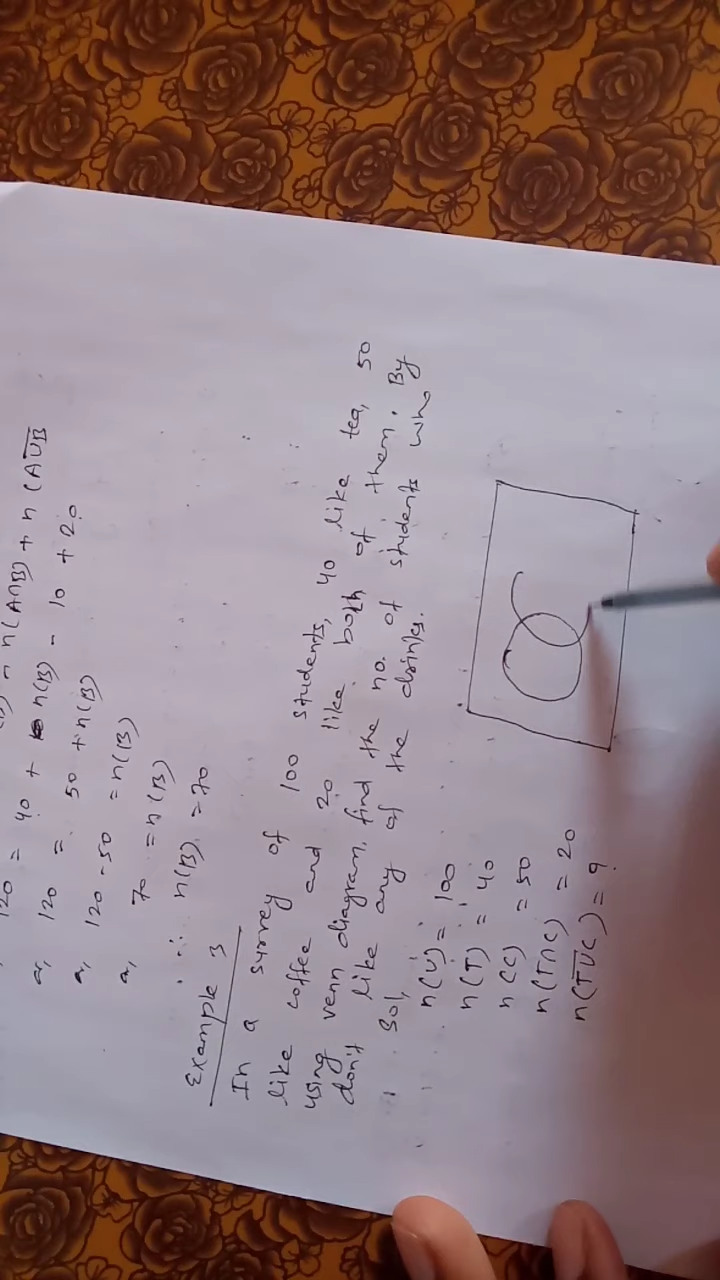 n(A∩B) + n(A̅U̅B̅
120 = 40 + n(B) - 10 + 20
a, 120 = 50 + n(B)
a, 120 - 50 = n(B)
a, 70 = n(B)
∴ n(B) = 70
Example 3
In a survey of 100 students, 40 like tea, 50
like coffee and 20 like both of them. By
using venn diagram, find the no. of students who
don't like any of the drinks.
Sol,
n(U) = 100
n(T) = 40
n(C) = 50
n(T∩C) = 20
n(T̅U̅C̅) = ?